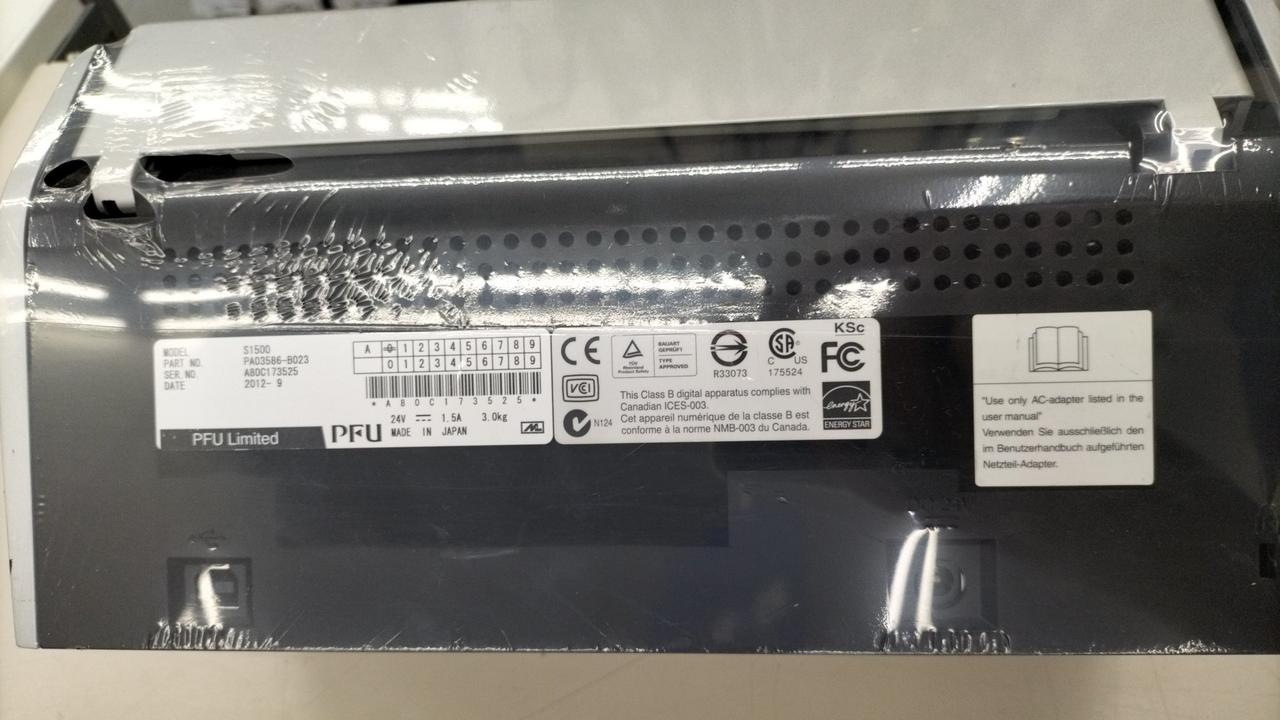 MODEL S1500
PART NO. PA03586-B023
SER NO. A80C173525
DATE 2012- 9
A 0 1 2 3 4 5 6 7 8 9
0 1 2 3 4 5 6 7 8 9
* A 8 0 C 1 7 3 5 2 5 *
24V 1.5A 3.0kg
MADE IN JAPAN
PFU Limited
PFU
CE
TÜV
Rheinland
Product Safety
BAUART
GEPRÜFT
TYPE
APPROVED
R33073
SA
C US
175524
KSc
FC
VCI
N124
This Class B digital apparatus complies with
Canadian ICES-003.
Cet appareil numérique de la classe B est
conforme à la norme NMB-003 du Canada.
energy
ENERGY STAR
"Use only AC-adapter listed in the
user manual"
Verwenden Sie ausschließlich den
im Benutzerhandbuch aufgeführten
Netzteil-Adapter.